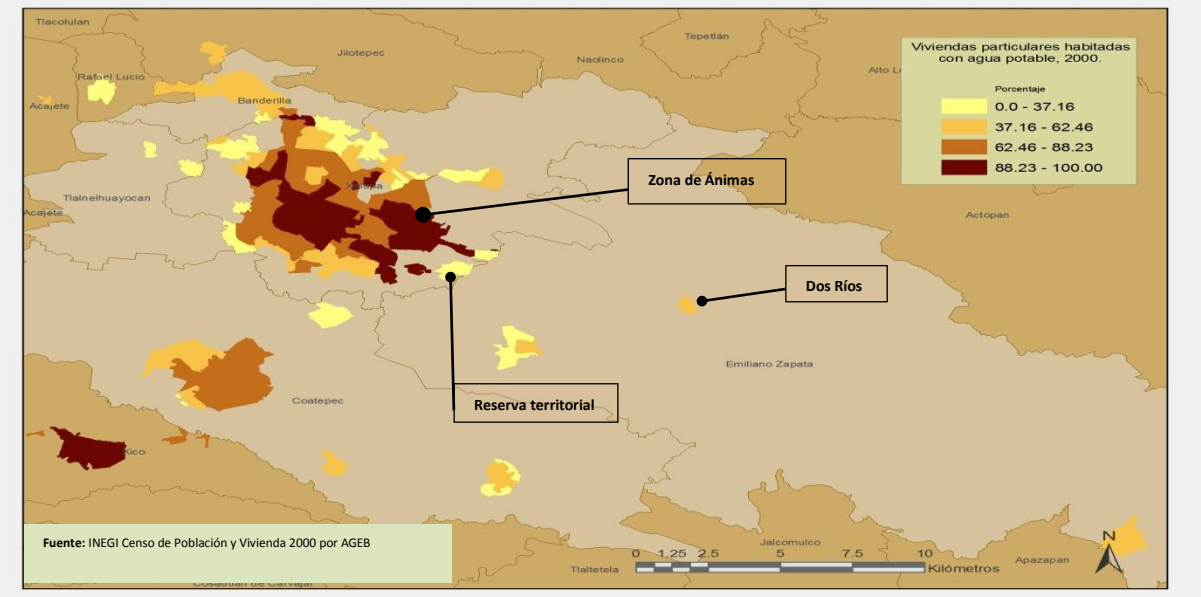 Tlacolulan
Tepetlán
Jilotepec
Naolinco
Viviendas particulares habitadas
con agua potable, 2000.
Porcentaje
0.0 - 37.16
37.16 - 62.46
62.46 - 88.23
88.23 - 100.00
Rafael Lucio
Acajete
Banderilla
Zona de Ánimas
Tlalnelhuayocan
Acajete
Actopan
Dos Ríos
Emiliano Zapata
Coatepec
Reserva territorial
Xico
Fuente: INEGI Censo de Población y Vivienda 2000 por AGEB
Jalcomulco
Tlaltetela
Apazapan
0 1.25 2.5 5 7.5 10
Kilómetros
N
Cosautlán de Carvajal